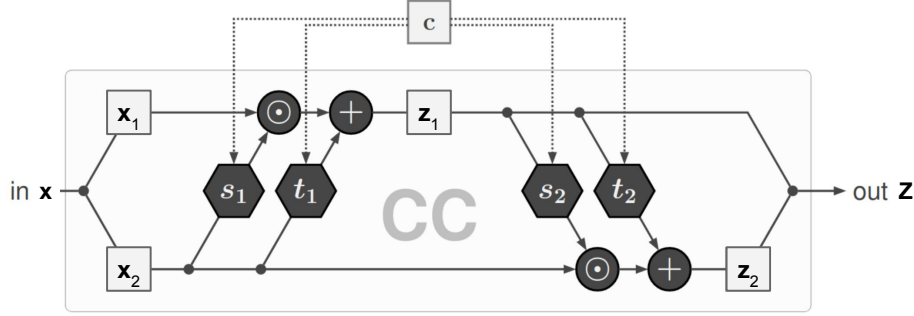 c
x1
⊙
+
z1
in x
s1
t1
s2
t2
out z
CC
x2
⊙
+
z2